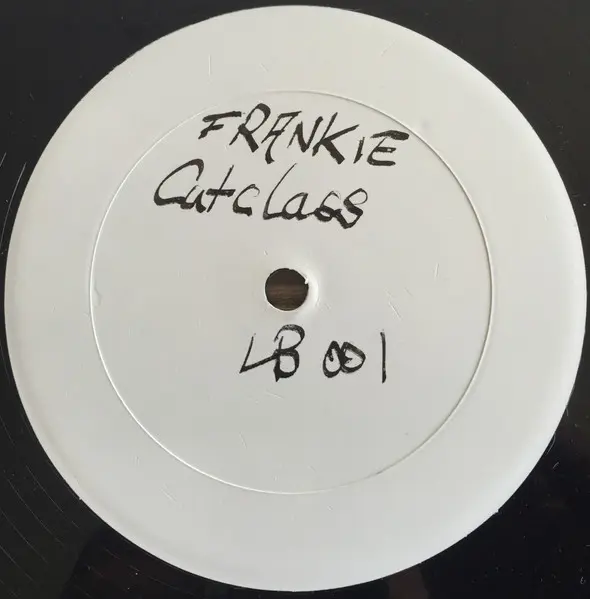 FRANKIE
Cutclass
LB 001